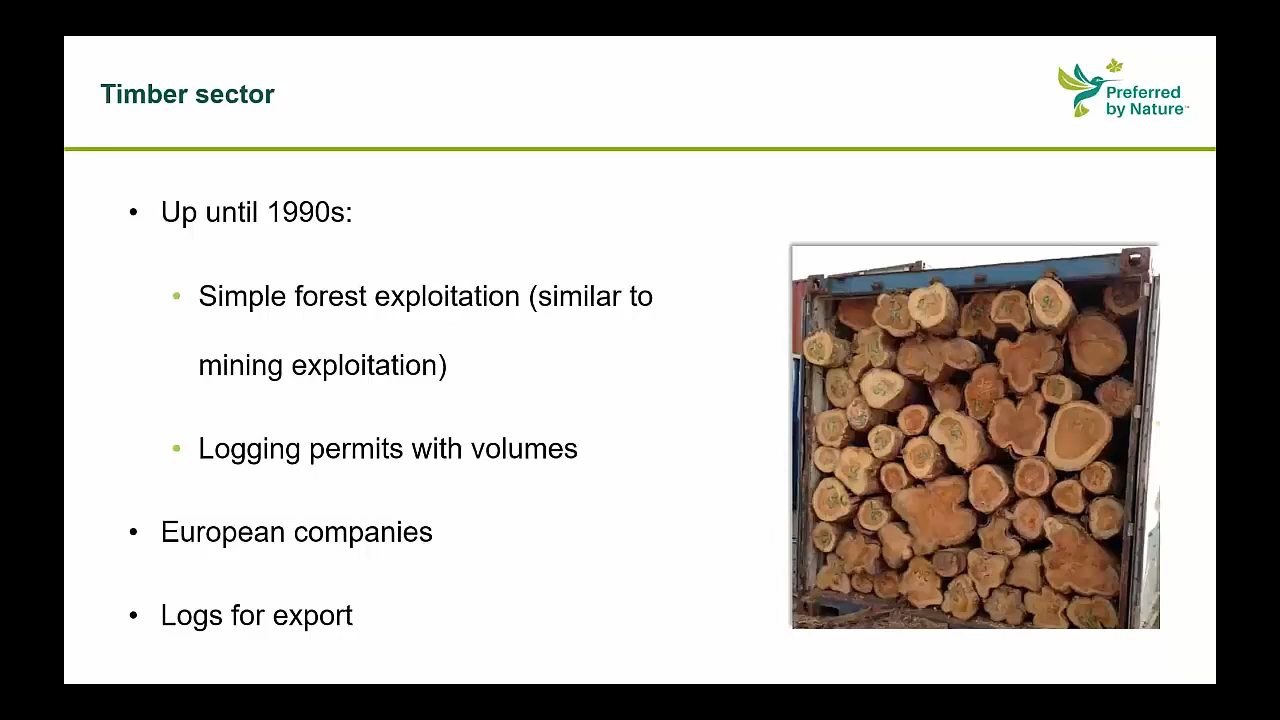 Timber sector
Preferred
by Nature™
• Up until 1990s:
• Simple forest exploitation (similar to
mining exploitation)
• Logging permits with volumes
• European companies
• Logs for export